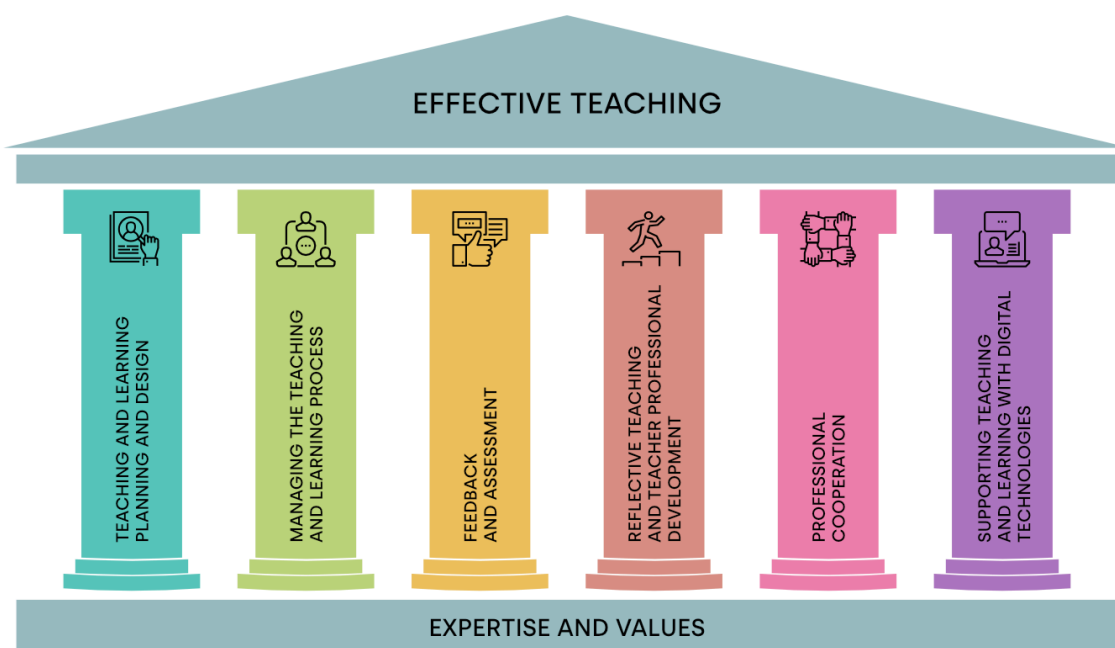 EFFECTIVE TEACHING
TEACHING AND LEARNING
PLANNING AND DESIGN
MANAGING THE TEACHING
AND LEARNING PROCESS
FEEDBACK
AND ASSESSMENT
REFLECTIVE TEACHING
AND TEACHER PROFESSIONAL
DEVELOPMENT
PROFESSIONAL
COOPERATION
SUPPORTING TEACHING
AND LEARNING WITH DIGITAL
TECHNOLOGIES
EXPERTISE AND VALUES